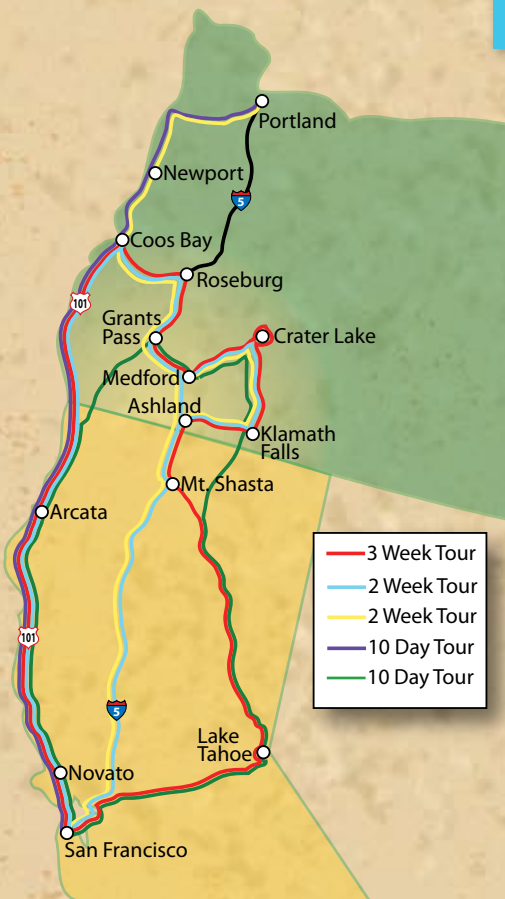 Portland
Newport
5
Coos Bay
Roseburg
101
Grants
Pass
Crater Lake
Medford
Ashland
Klamath
Falls
Mt. Shasta
Arcata
3 Week Tour
2 Week Tour
2 Week Tour
10 Day Tour
10 Day Tour
101
5
Lake
Tahoe
Novato
San Francisco